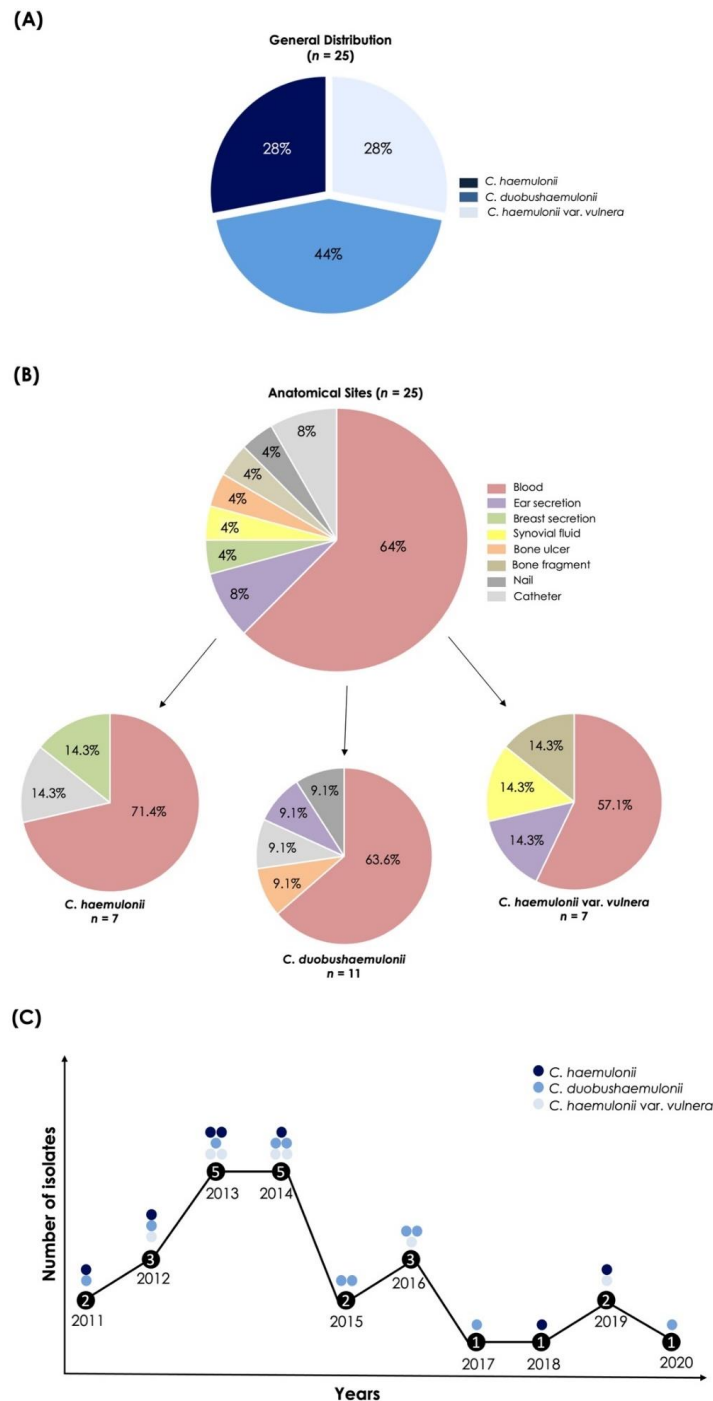 (A)
General Distribution
(n = 25)
28%
28%
44%
C. haemulonii
C. duobushaemulonii
C. haemulonii var. vulnera
(B)
Anatomical Sites (n = 25)
8%
4%
4%
4%
4%
4%
8%
64%
Blood
Ear secretion
Breast secretion
Synovial fluid
Bone ulcer
Bone fragment
Nail
Catheter
14.3%
14.3%
71.4%
C. haemulonii
n = 7
9.1%
9.1%
9.1%
9.1%
63.6%
C. duobushaemulonii
n = 11
14.3%
14.3%
14.3%
57.1%
C. haemulonii var. vulnera
n = 7
(C)
C. haemulonii
C. duobushaemulonii
C. haemulonii var. vulnera
Number of isolates
2
2011
3
2012
5
2013
5
2014
2
2015
3
2016
1
2017
1
2018
2
2019
1
2020
Years